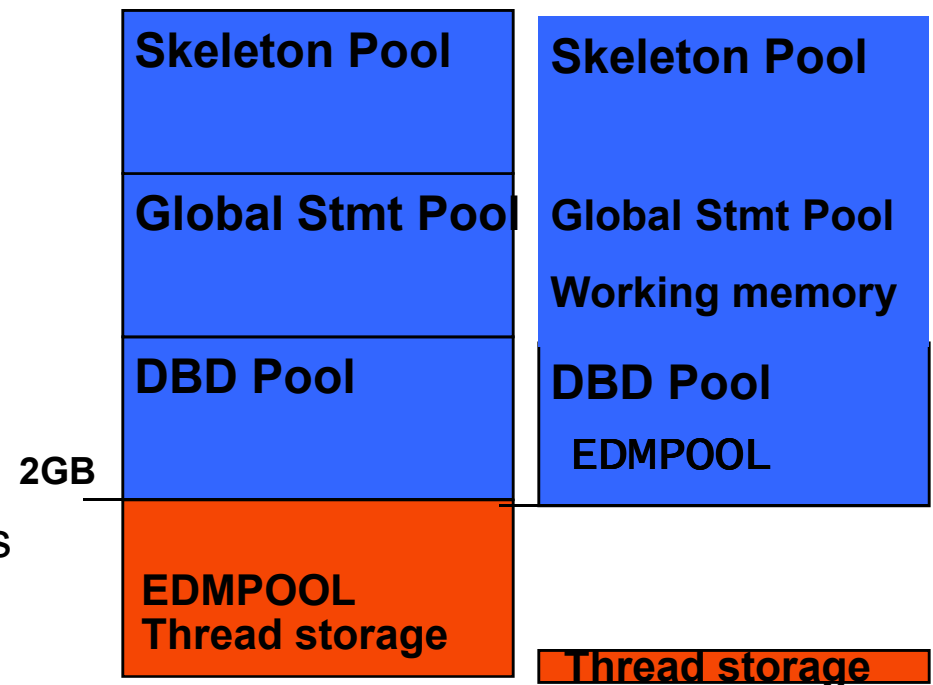 Skeleton Pool
Global Stmt Pool
DBD Pool
2GB
s
EDMPOOL
Thread storage
Skeleton Pool
Global Stmt Pool
Working memory
DBD Pool
EDMPOOL
Thread storage